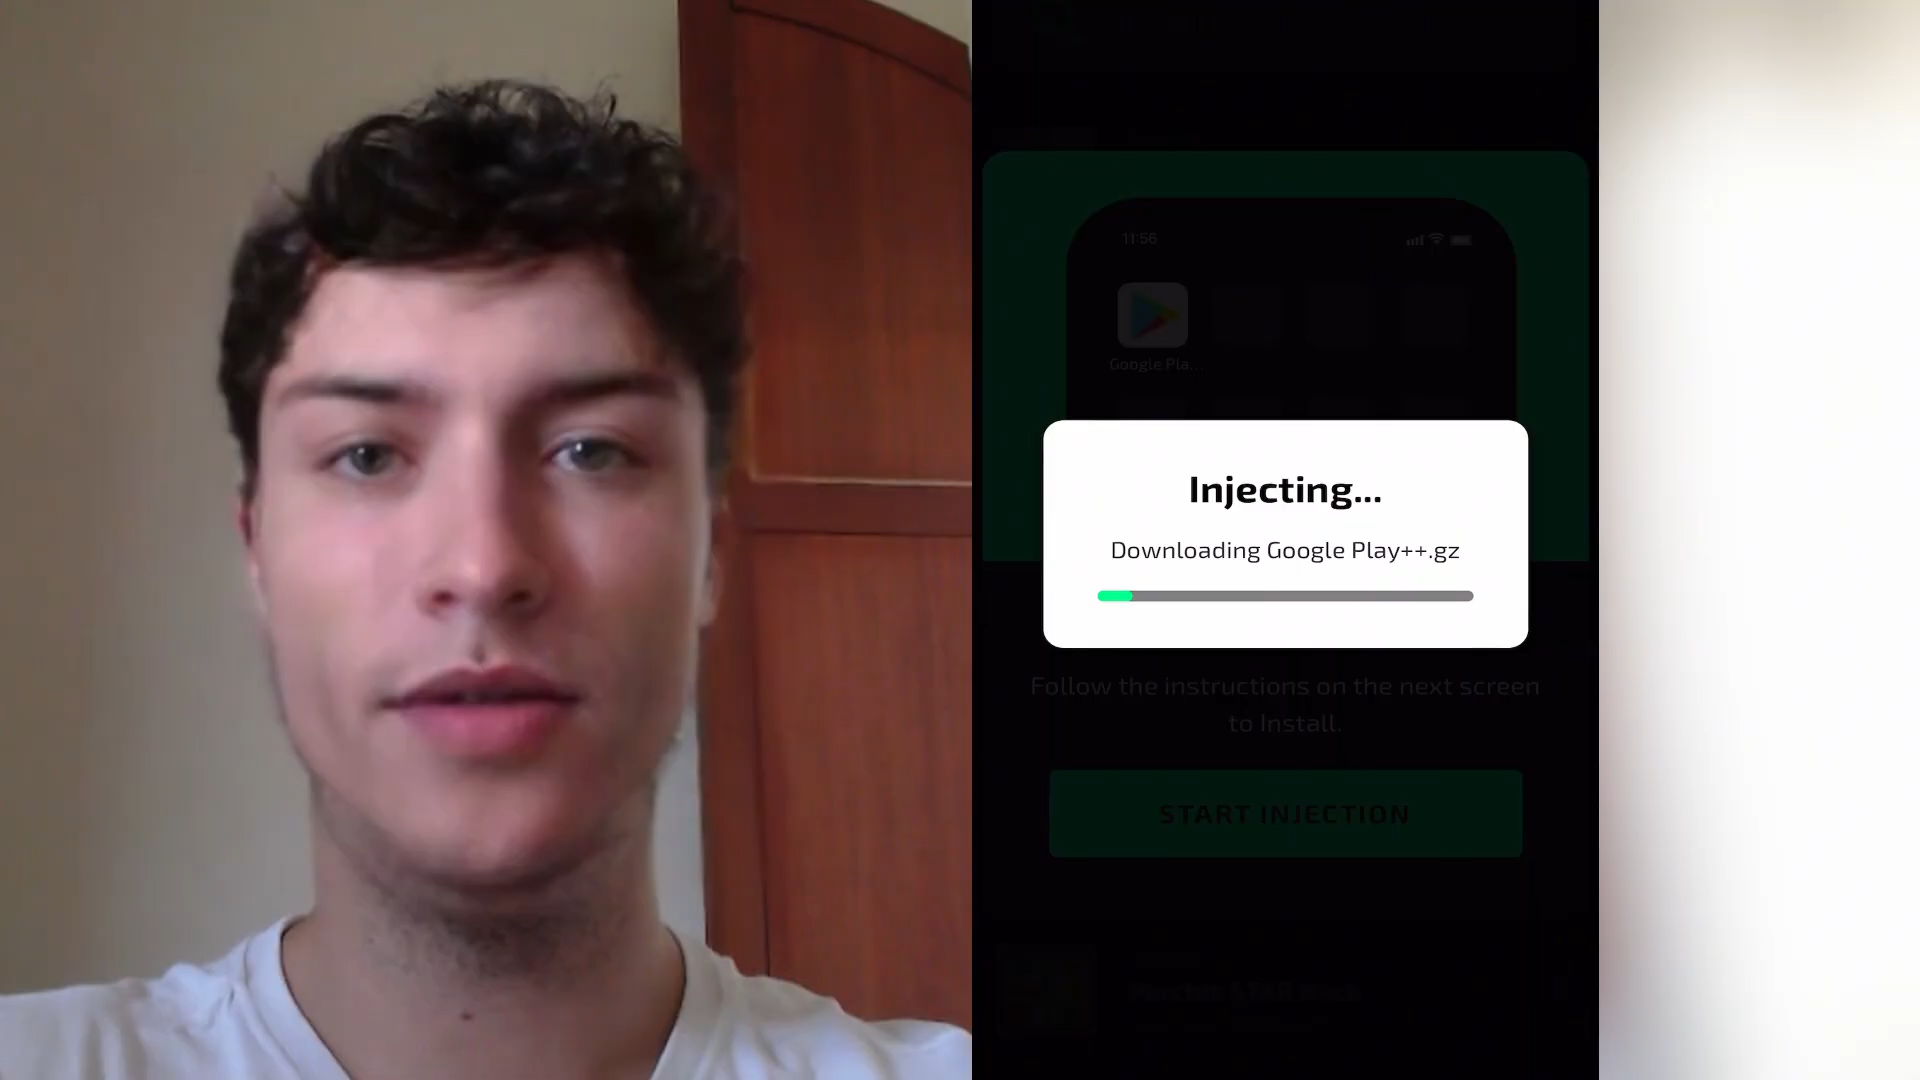 11:56
Google Pla...
Injecting...
Downloading Google Play++.gz
Follow the instructions on the next screen
to Install.
START INJECTION